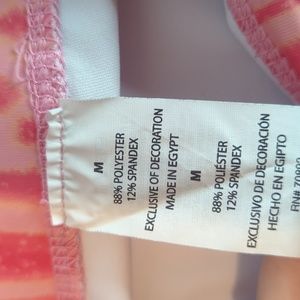 M
88% POLYESTER
12% SPANDEX
EXCLUSIVE OF DECORATION
MADE IN EGYPT
M
88% POLIÉSTER
12% SPANDEX
EXCLUSIVO DE DECORACIÓN
HECHO EN EGIPTO
RN#